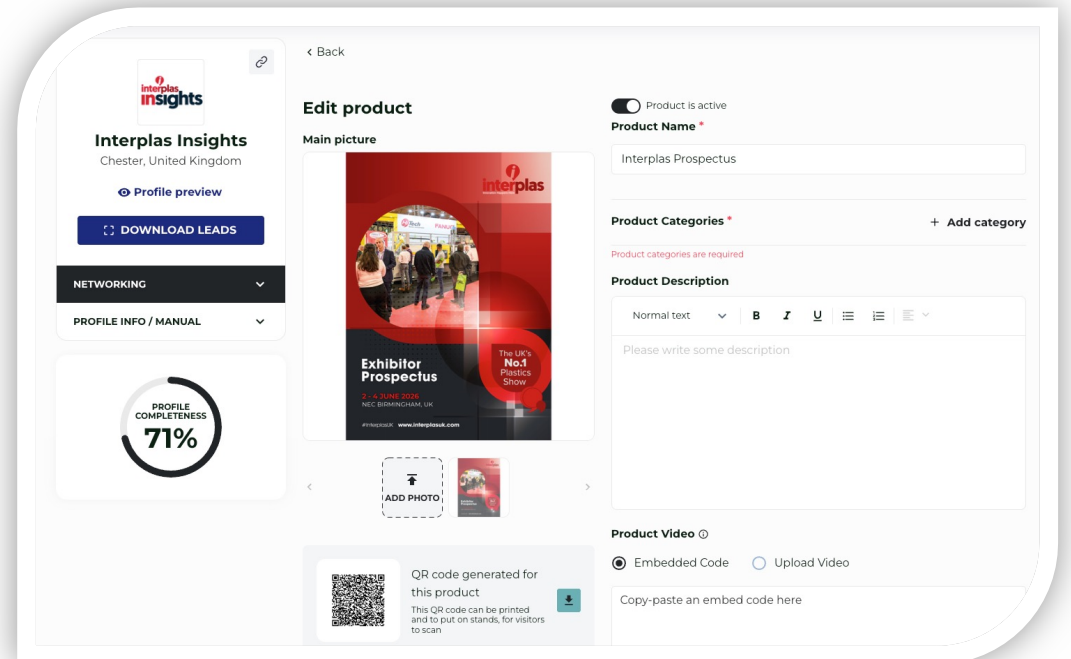 interplas
insights
Interplas Insights
Chester, United Kingdom
Profile preview
DOWNLOAD LEADS
NETWORKING
PROFILE INFO / MANUAL
PROFILE
COMPLETENESS
71%
< Back
Edit product
Main picture
interplas
Exhibitor
Prospectus
2 - 4 JUNE 2026
NEC BIRMINGHAM, UK
The UK's
No.1
Plastics
Show
#InterplasUK www.interplasuk.com
ADD PHOTO
QR code generated for
this product
This QR code can be printed
and to put on stands, for visitors
to scan
Product is active
Product Name *
Interplas Prospectus
Product Categories *
+ Add category
Product categories are required
Product Description
Normal text B I U
Please write some description
Product Video
Embedded Code Upload Video
Copy-paste an embed code here